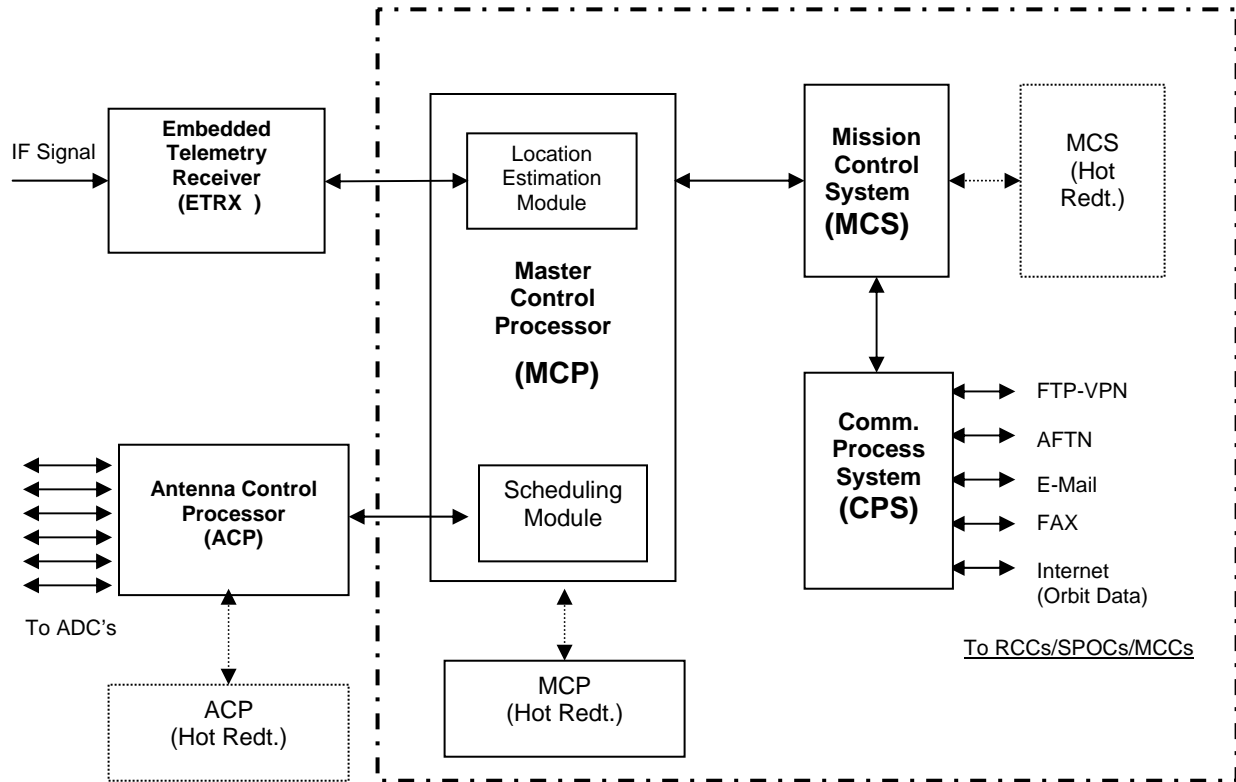 IF Signal
Embedded
Telemetry
Receiver
(ETRX )
Location
Estimation
Module
Master
Control
Processor
(MCP)
Scheduling
Module
Mission
Control
System
(MCS)
MCS
(Hot
Redt.)
Comm.
Process
System
(CPS)
FTP-VPN
AFTN
E-Mail
FAX
Internet
(Orbit Data)
To RCCs/SPOCs/MCCs
Antenna Control
Processor
(ACP)
To ADC's
ACP
(Hot Redt.)
MCP
(Hot Redt.)